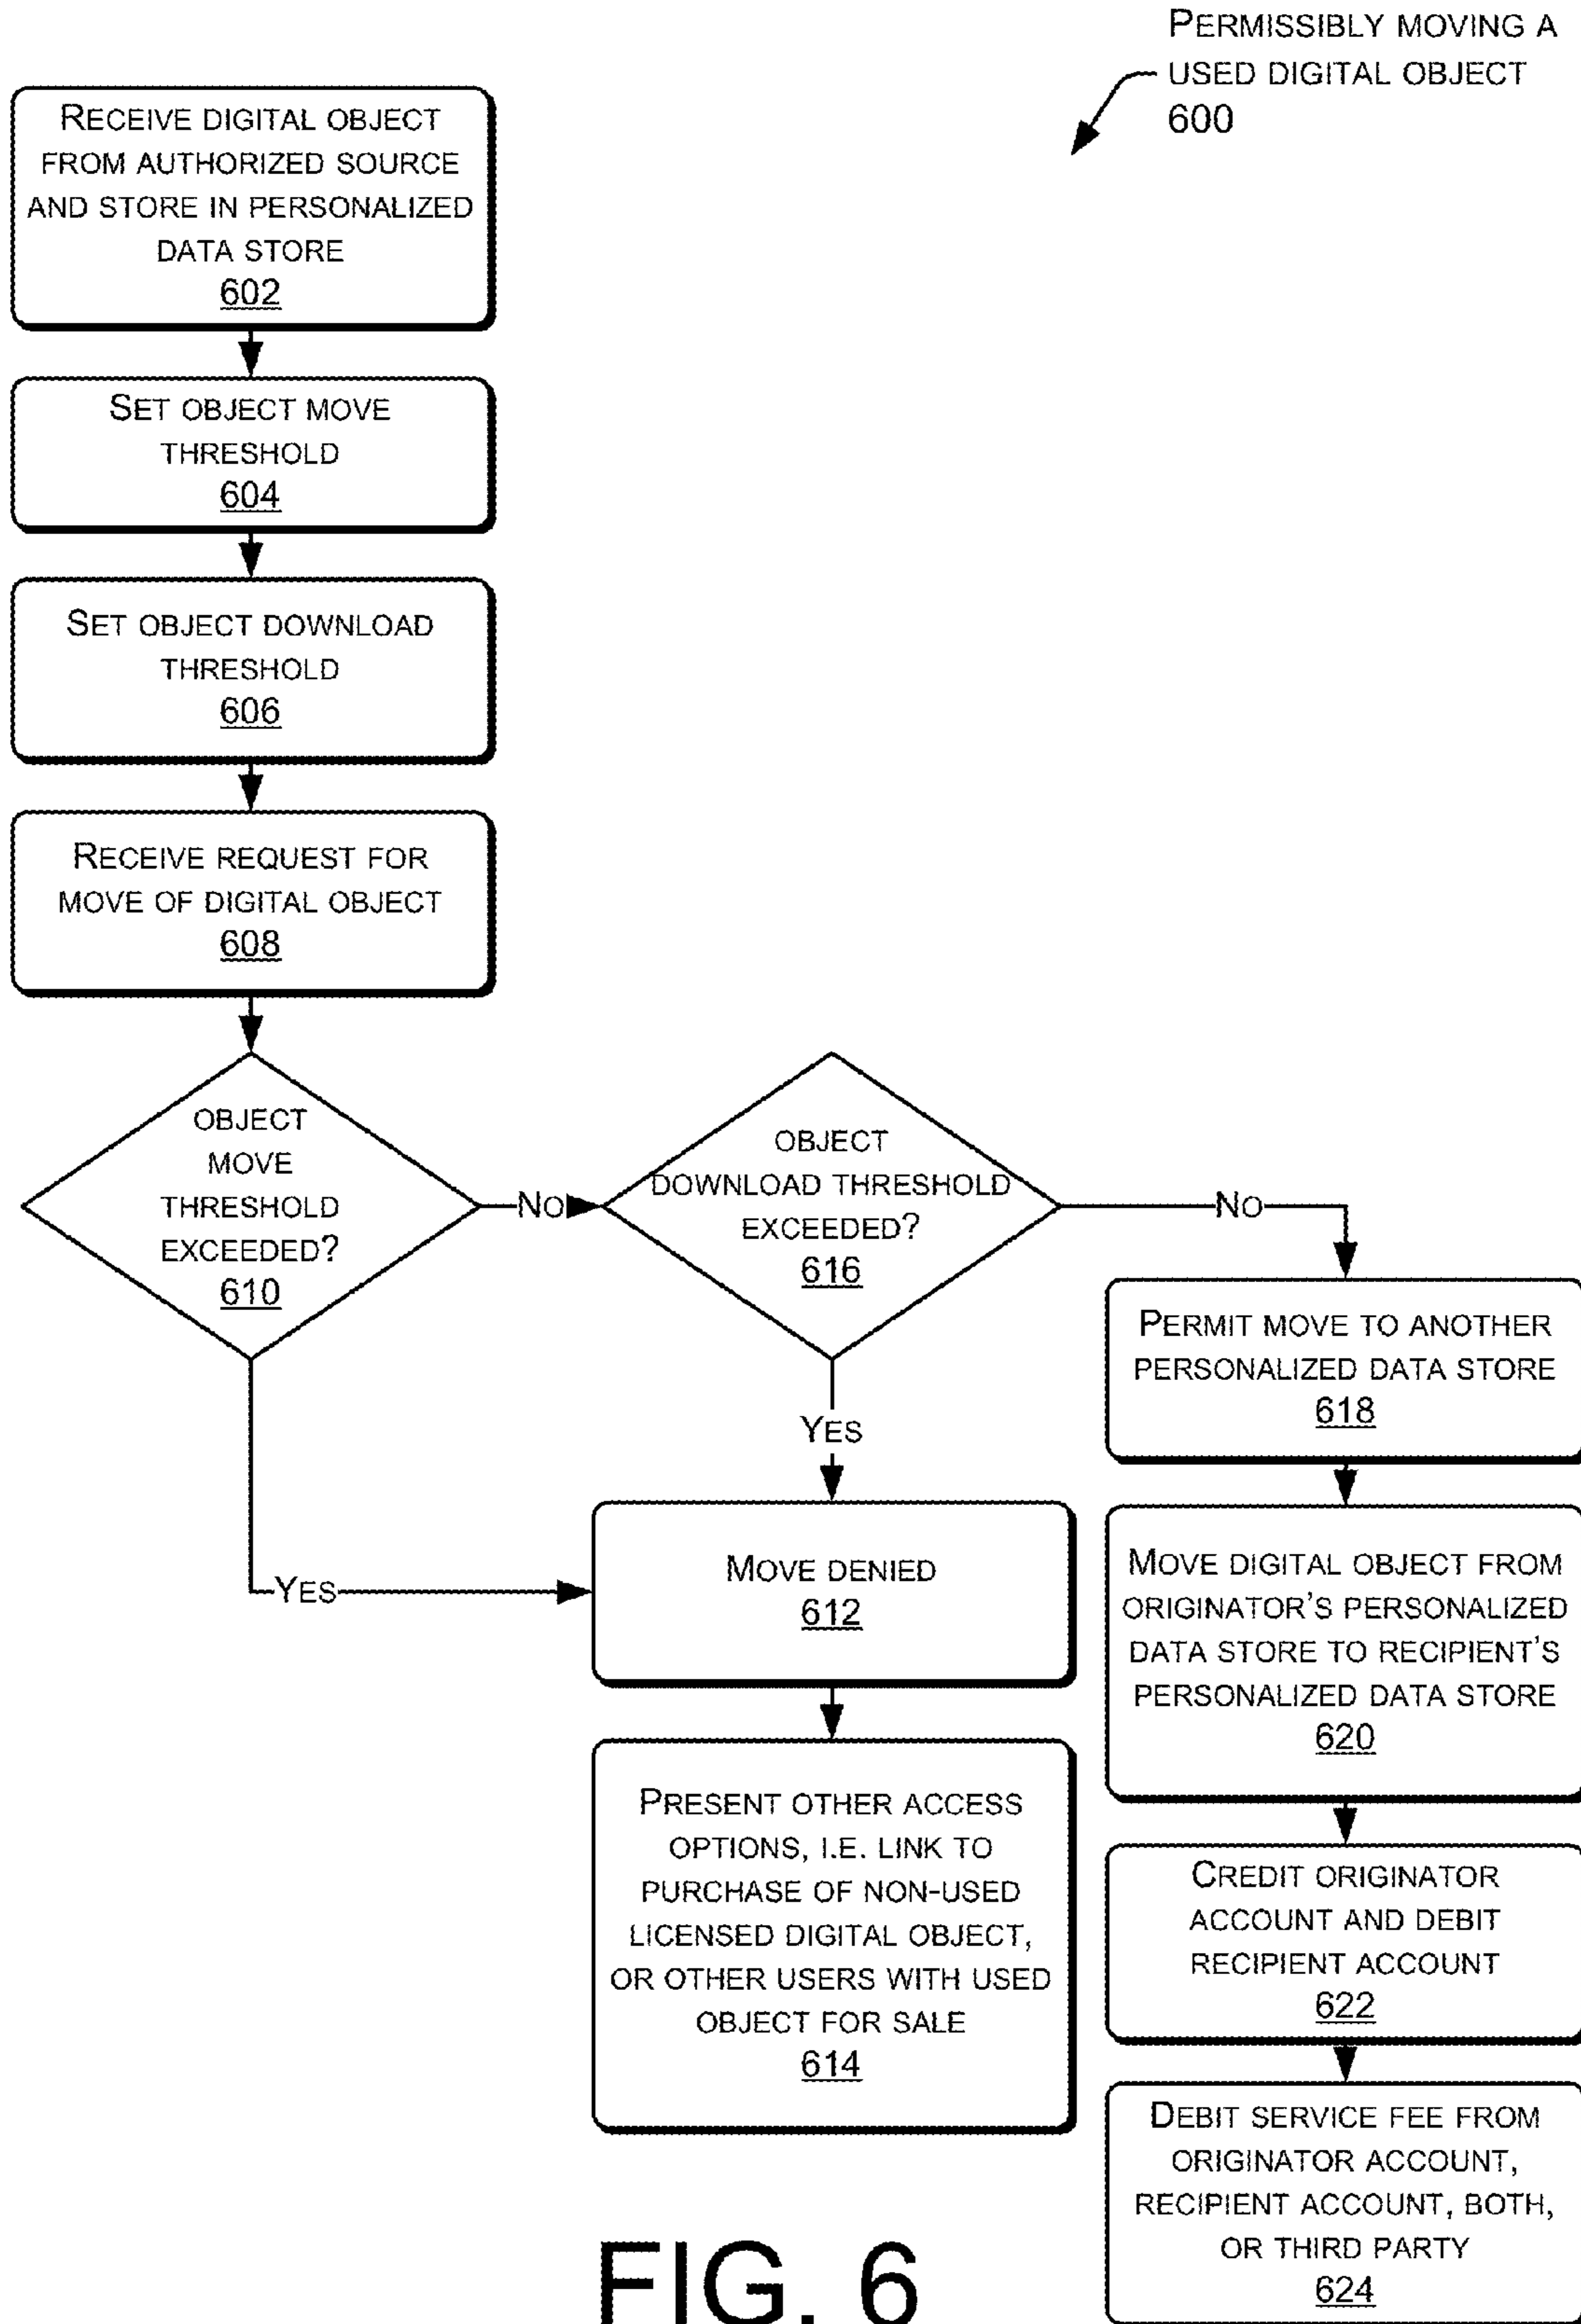 PERMISSIBLY MOVING A
USED DIGITAL OBJECT
600
RECEIVE DIGITAL OBJECT
FROM AUTHORIZED SOURCE
AND STORE IN PERSONALIZED
DATA STORE
602
SET OBJECT MOVE
THRESHOLD
604
SET OBJECT DOWNLOAD
THRESHOLD
606
RECEIVE REQUEST FOR
MOVE OF DIGITAL OBJECT
608
OBJECT
MOVE
THRESHOLD
EXCEEDED?
610
NO
OBJECT
DOWNLOAD THRESHOLD
EXCEEDED?
616
NO
YES
YES
MOVE DENIED
612
PRESENT OTHER ACCESS
OPTIONS, I.E. LINK TO
PURCHASE OF NON-USED
LICENSED DIGITAL OBJECT,
OR OTHER USERS WITH USED
OBJECT FOR SALE
614
PERMIT MOVE TO ANOTHER
PERSONALIZED DATA STORE
618
MOVE DIGITAL OBJECT FROM
ORIGINATOR'S PERSONALIZED
DATA STORE TO RECIPIENT'S
PERSONALIZED DATA STORE
620
CREDIT ORIGINATOR
ACCOUNT AND DEBIT
RECIPIENT ACCOUNT
622
DEBIT SERVICE FEE FROM
ORIGINATOR ACCOUNT,
RECIPIENT ACCOUNT, BOTH,
OR THIRD PARTY
624
FIG. 6